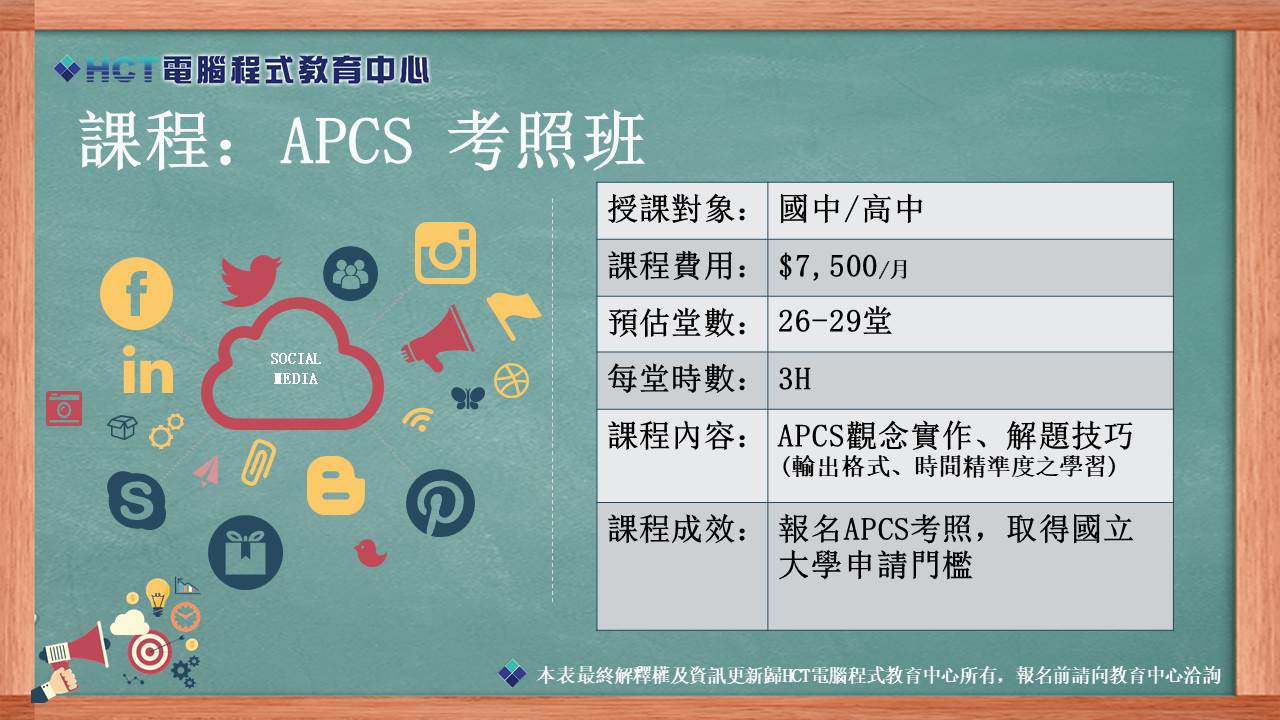 HCT電腦程式教育中心
課程：APCS 考照班
授課對象：國中/高中
課程費用：$7,500/月
預估堂數：26-29堂
每堂時數：3H
課程內容：APCS觀念實作、解題技巧
(輸出格式、時間精準度之學習)
課程成效：報名APCS考照，取得國立
大學申請門檻
SOCIAL
MEDIA
本表最終解釋權及資訊更新歸HCT電腦程式教育中心所有，報名前請向教育中心洽詢